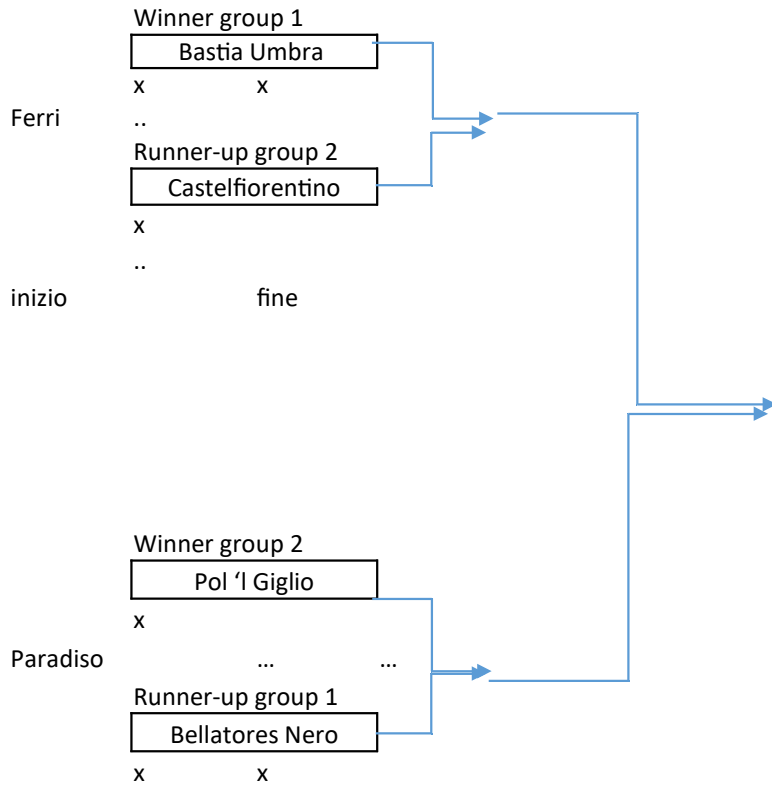 Winner group 1
Bastia Umbra
x x
Ferri ..
Runner-up group 2
Castelfiorentino
x
..
inizio fine
Winner group 2
Pol ‘l Giglio
x
Paradiso ... ...
Runner-up group 1
Bellatores Nero
x x